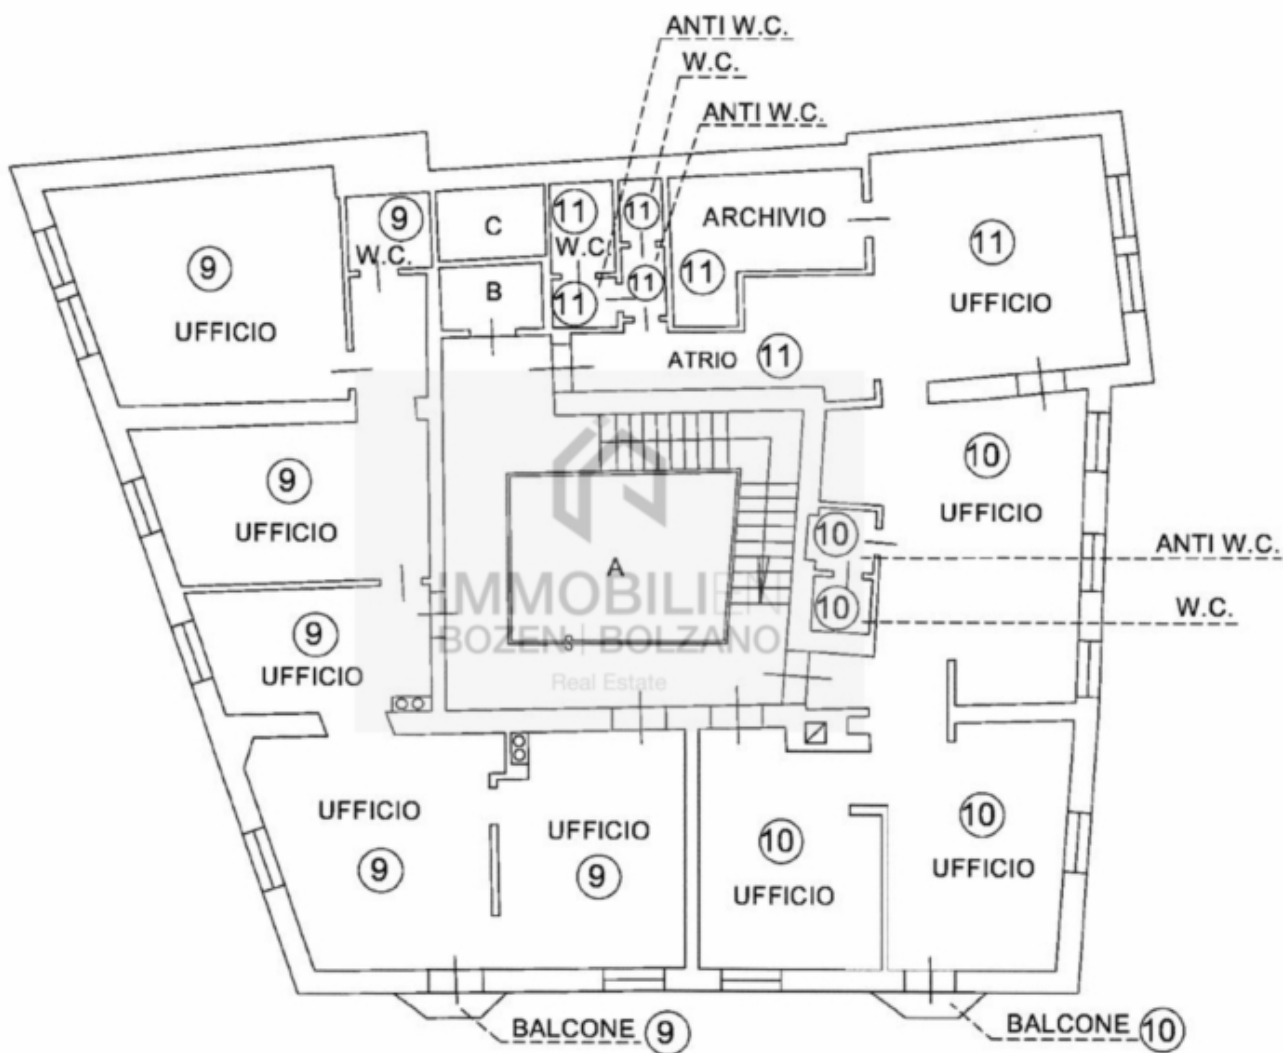 ANTI W.C.
W.C.
ANTI W.C.
9
W.C.
C
11
W.C.
11
ARCHIVIO
11
UFFICIO
9
UFFICIO
B
11
11
11
ATRIO 11
9
UFFICIO
10
UFFICIO
10
ANTI W.C.
A
10
W.C.
IMMOBILIEN
BOZEN | BOLZANO
S
Real Estate
9
UFFICIO
UFFICIO
9
UFFICIO
9
10
UFFICIO
10
UFFICIO
BALCONE 9
BALCONE 10